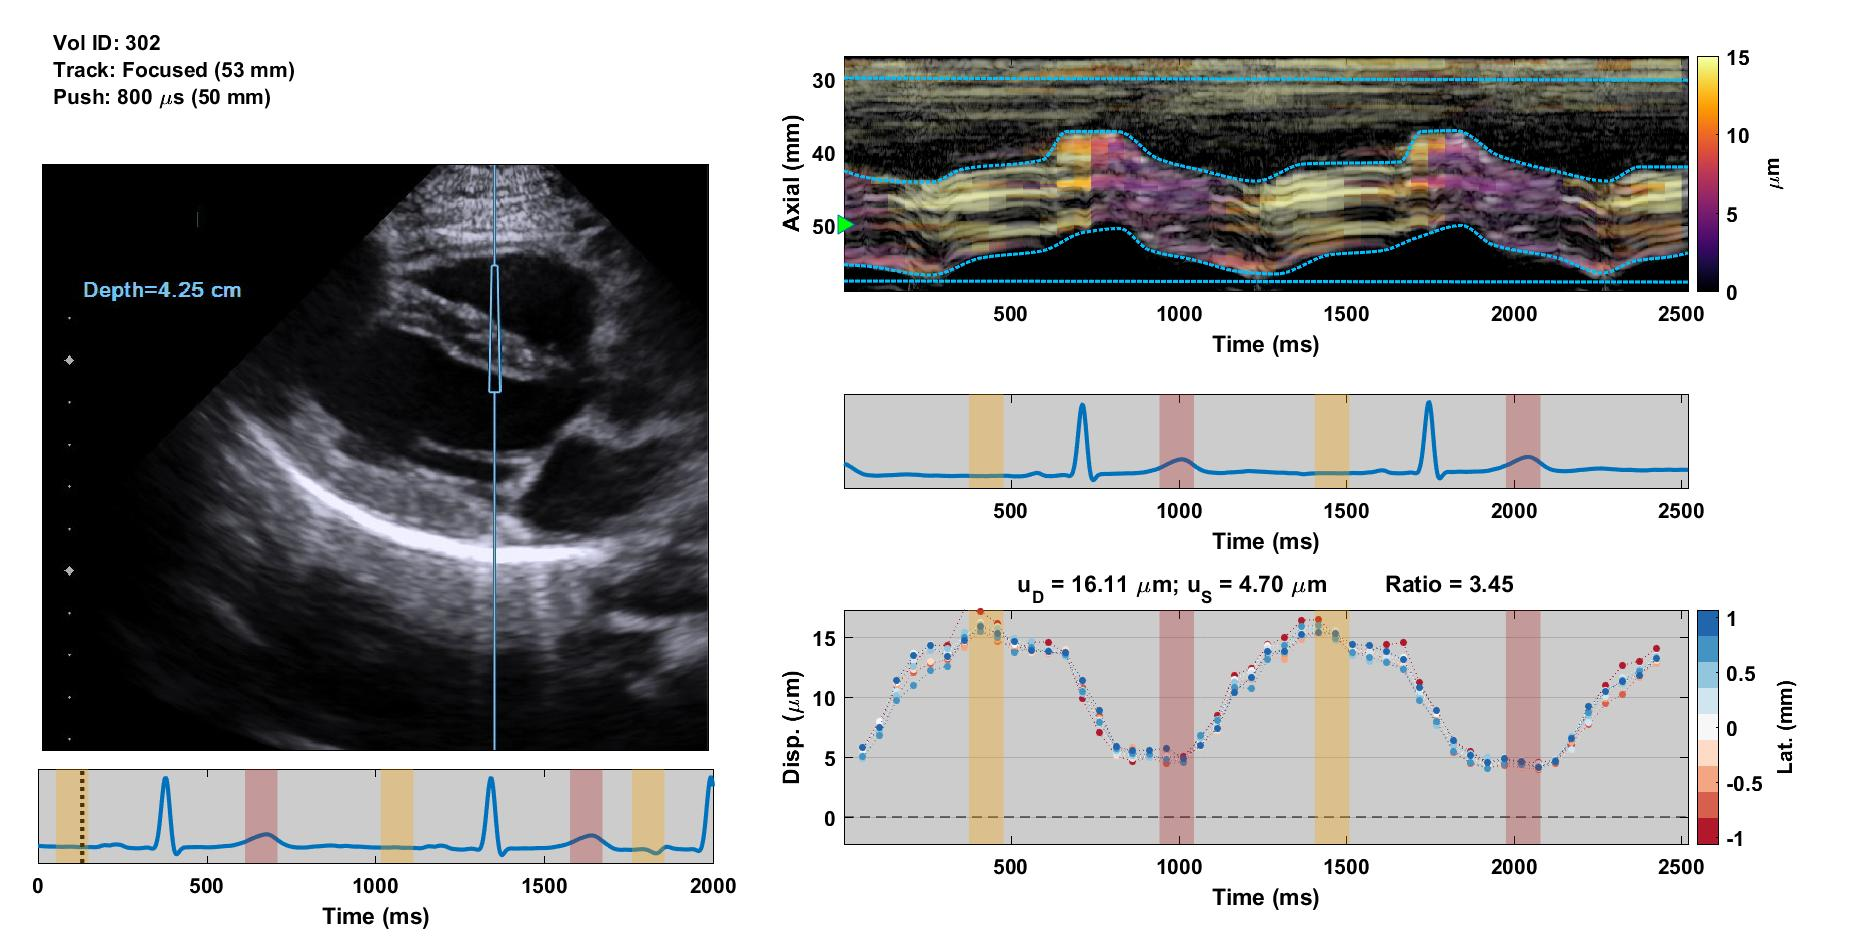 Vol ID: 302
Track: Focused (53 mm)
Push: 800 μs (50 mm)
Depth=4.25 cm
0 500 1000 1500 2000
Time (ms)
Axial (mm)
30
40
50
500 1000 1500 2000 2500
Time (ms)
15
10
5
0
μm
500 1000 1500 2000 2500
Time (ms)
uD = 16.11 μm; uS = 4.70 μm Ratio = 3.45
Disp. (μm)
15
10
5
0
500 1000 1500 2000 2500
Time (ms)
1
0.5
0
-0.5
-1
Lat. (mm)